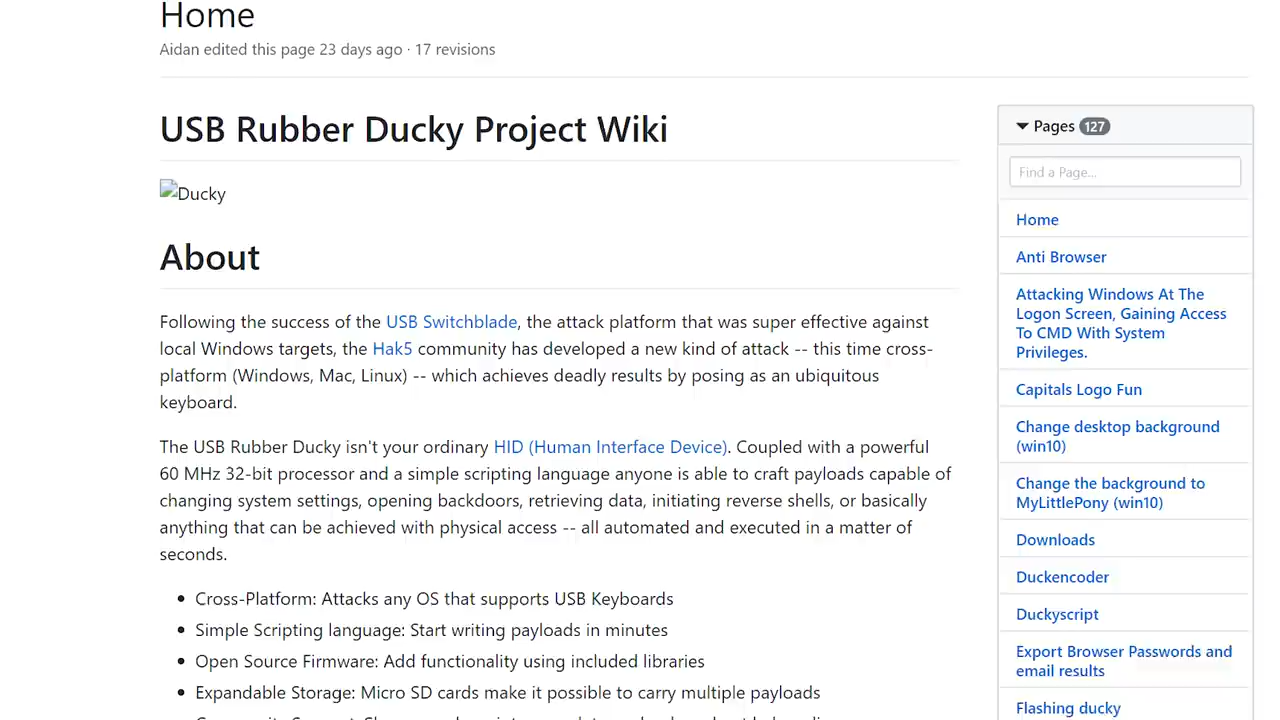 Home
Aidan edited this page 23 days ago · 17 revisions
USB Rubber Ducky Project Wiki
Ducky
About
Following the success of the USB Switchblade, the attack platform that was super effective against
local Windows targets, the Hak5 community has developed a new kind of attack -- this time cross-
platform (Windows, Mac, Linux) -- which achieves deadly results by posing as an ubiquitous
keyboard.
The USB Rubber Ducky isn't your ordinary HID (Human Interface Device). Coupled with a powerful
60 MHz 32-bit processor and a simple scripting language anyone is able to craft payloads capable of
changing system settings, opening backdoors, retrieving data, initiating reverse shells, or basically
anything that can be achieved with physical access -- all automated and executed in a matter of
seconds.
• Cross-Platform: Attacks any OS that supports USB Keyboards
• Simple Scripting language: Start writing payloads in minutes
• Open Source Firmware: Add functionality using included libraries
• Expandable Storage: Micro SD cards make it possible to carry multiple payloads
Pages 127
Find a Page...
Home
Anti Browser
Attacking Windows At The
Logon Screen, Gaining Access
To CMD With System
Privileges.
Capitals Logo Fun
Change desktop background
(win10)
Change the background to
MyLittlePony (win10)
Downloads
Duckencoder
Duckyscript
Export Browser Passwords and
email results
Flashing ducky